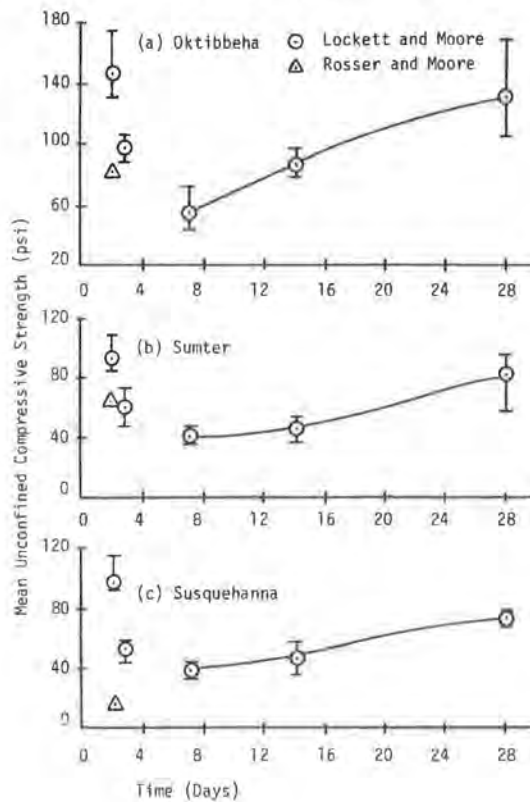 180
140
100
60
20
(a) Oktibbeha
Lockett and Moore
Rosser and Moore
0 4 8 12 16 20 24 28
120
80
40
0
(b) Sumter
0 4 8 12 16 20 24 28
120
80
40
0
(c) Susquehanna
0 4 8 12 16 20 24 28
Mean Unconfined Compressive Strength (psi)
Time (Days)